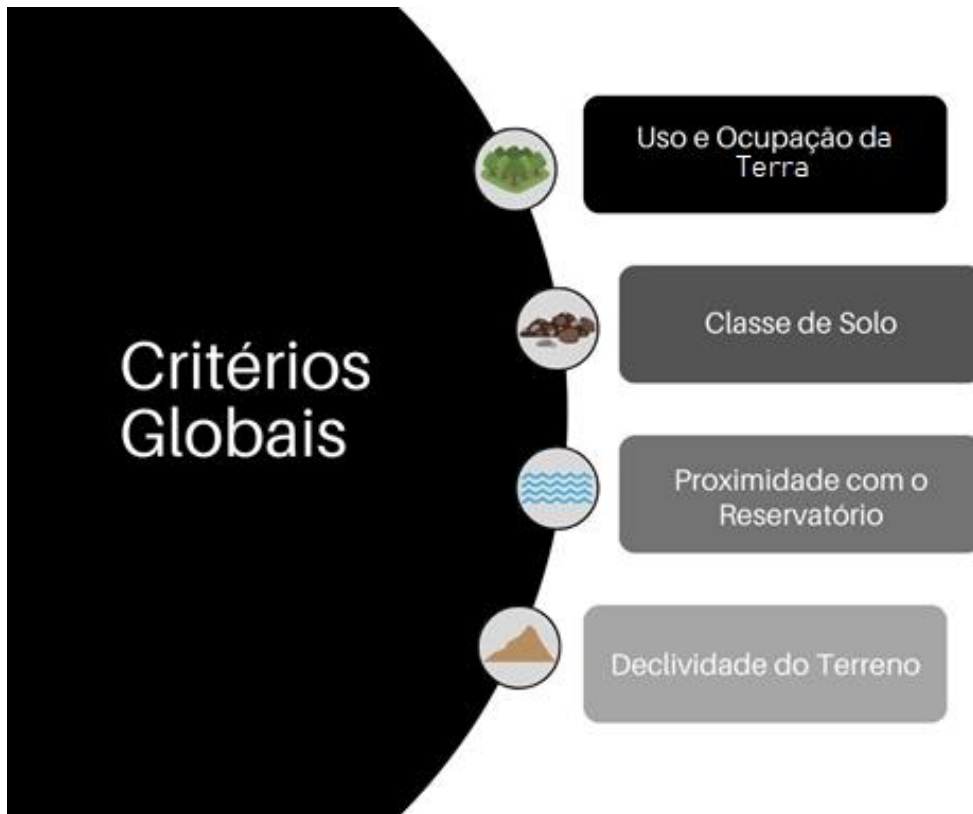 Critérios
Globais
Uso e Ocupação da
Terra
Classe de Solo
Proximidade com o
Reservatório
Declividade do Terreno